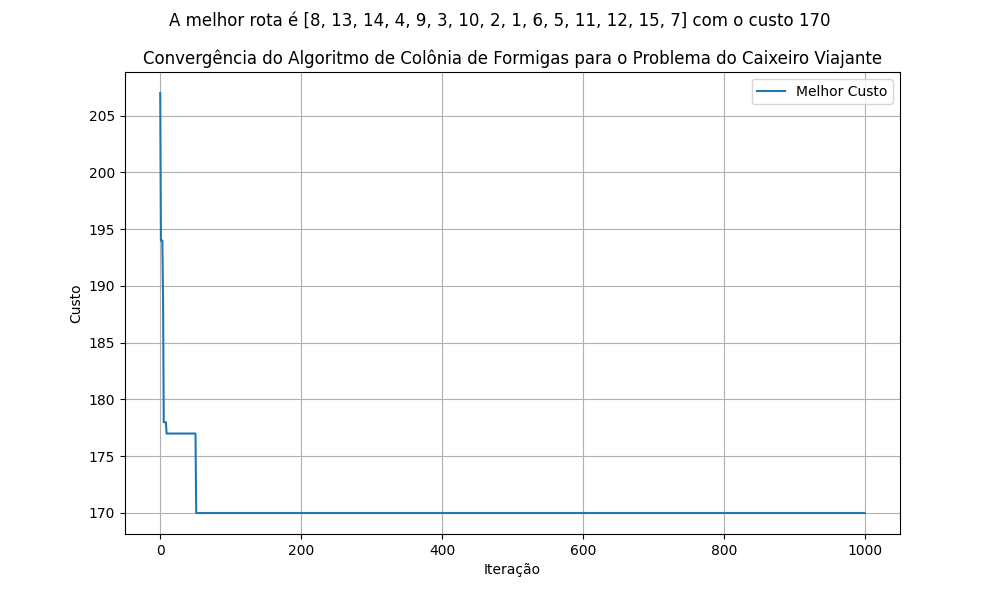 A melhor rota é [8, 13, 14, 4, 9, 3, 10, 2, 1, 6, 5, 11, 12, 15, 7] com o custo 170
Convergência do Algoritmo de Colônia de Formigas para o Problema do Caixeiro Viajante
Melhor Custo
205
200
195
190
185
180
175
170
Custo
0 200 400 600 800 1000
Iteração